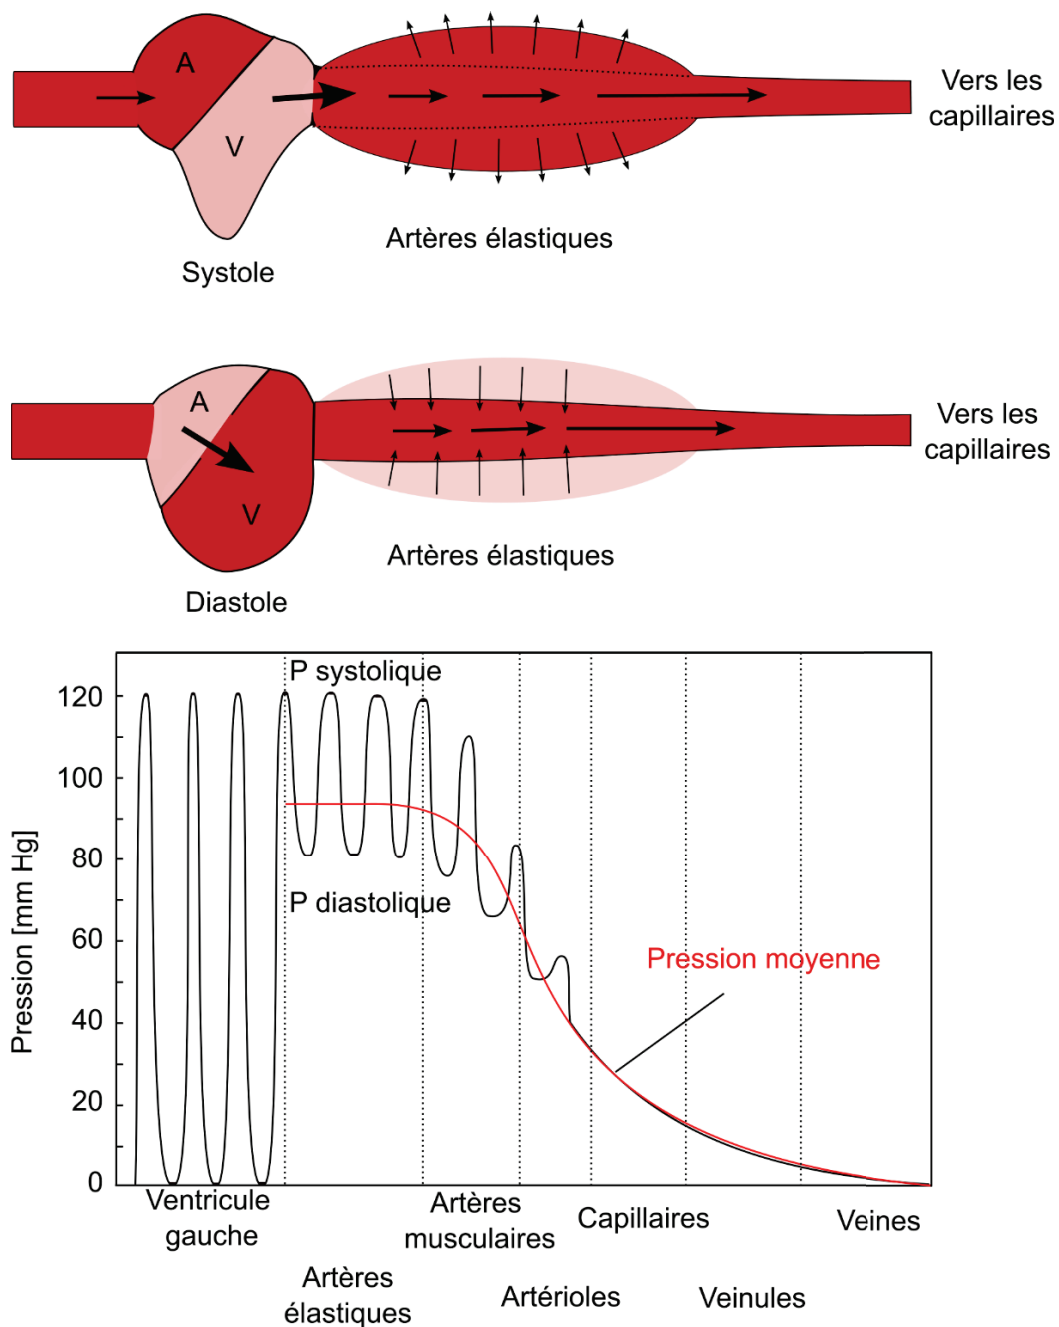 A
V
Vers les
capillaires
Artères élastiques
Systole
A
V
Vers les
capillaires
Artères élastiques
Diastole
Pression [mm Hg]
120
100
80
60
40
20
0
P systolique
P diastolique
Pression moyenne
Ventricule
gauche
Artères
élastiques
Artères
musculaires
Artérioles
Capillaires
Veinules
Veines